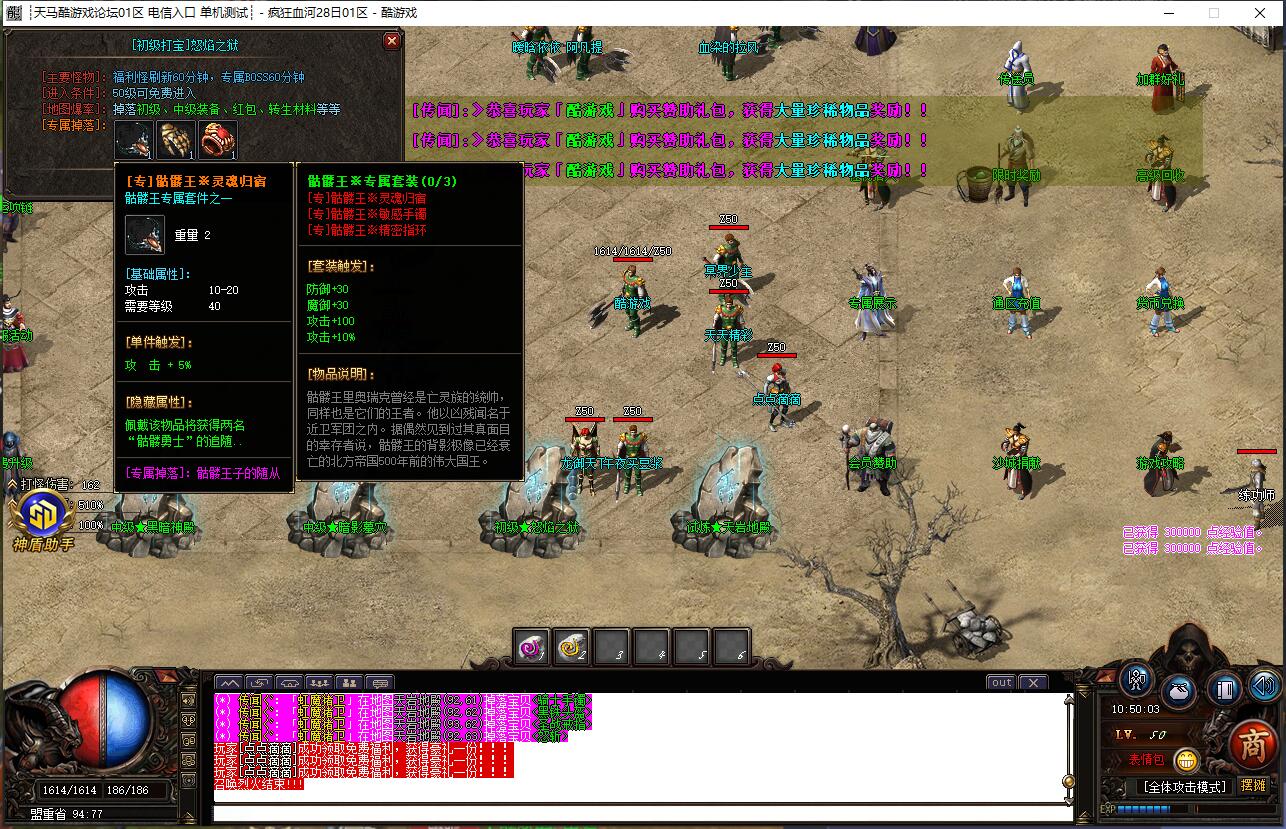 天马酷游戏论坛01区 电信入口 单机测试 - 疯狂血河28日01区 - 酷游戏
[初级打宝]怒焰之狱
[主要怪物]: 福利怪刷新60分钟，专属BOSS60分钟
[进入条件]: 50级可免费进入
[地图爆率]: 掉落初级、中级装备、红包、转生材料等等
[专属掉落]:
1
1
1
[专]骷髅王※灵魂归宿
骷髅王专属套件之一
重量 2
[基础属性]:
攻击 10-20
需要等级 40
[单件触发]:
攻 击 + 5%
[隐藏属性]:
佩戴该物品将获得两名
“骷髅勇士”的追随..
[专属掉落]: 骷髅王子的随从
骷髅王※专属套装(0/3)
[专]骷髅王※灵魂归宿
[专]骷髅王※敏感手镯
[专]骷髅王※精密指环
[套装触发]:
防御+30
魔御+30
攻击+100
攻击+10%
[物品说明]:
骷髅王里奥瑞克曾经是亡灵族的统帅，
同样也是它们的王者。他以凶残闻名于
近卫军团之内。据偶然见到过其真面目
的幸存者说，骷髅王的背影极像已经衰
亡的北方帝国500年前的伟大国王。
阿凡提
血染的拉风
传送员
加群好礼
[传闻]:＞恭喜玩家「酷游戏」购买赞助礼包，获得大量珍稀物品奖励！！
[传闻]:＞恭喜玩家「酷游戏」购买赞助礼包，获得大量珍稀物品奖励！！
玩家「酷游戏」购买赞助礼包，获得大量珍稀物品奖励！！
限时奖励
高级回收
Z50
1614/1614/Z50
冥界少主
Z50
酷游戏
专属展示
通区充值
类币兑换
天天精彩
Z50
点点滴滴
Z50
Z50
龙御天下
午夜买豆浆
会员赞助
沙城捐献
游戏攻略
练功师
打怪伤害: 162
510%
100%
神盾助手
中级★黑暗神殿
中级★暗影墓穴
初级★怒焰之狱
试炼★天岩地殿
已获得 300000 点经验值。
已获得 300000 点经验值。
1
2
3
4
5
6
out
X
玩家[点点滴滴]成功领取免费福利，获得豪礼一份！！！
玩家[点点滴滴]成功领取免费福利，获得豪礼一份！！！
玩家[点点滴滴]成功领取免费福利，获得豪礼一份！！！
召唤烈火结束!!!
1614/1614 186/186
盟重省 94:77
10:50:03
LV. 50
表情包
商
[全体攻击模式]
摆摊
EXP